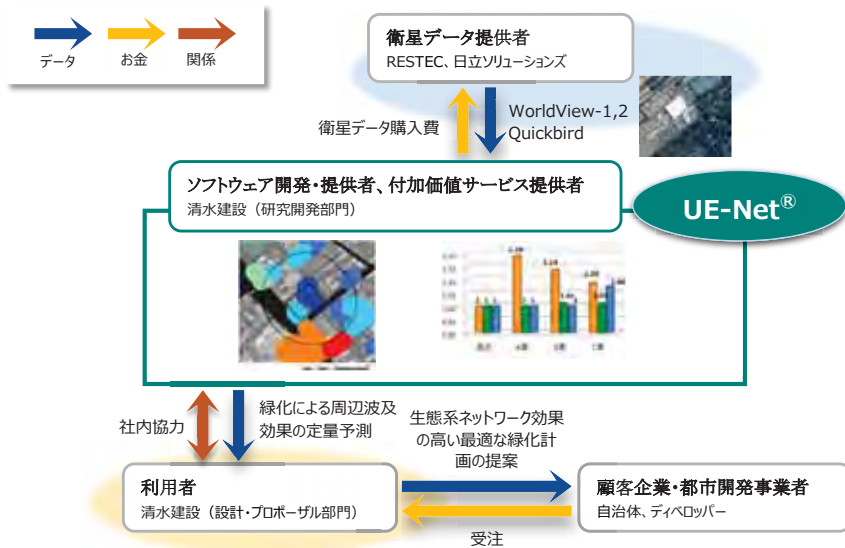 データ
お金
関係
衛星データ提供者
RESTEC、日立ソリューションズ
衛星データ購入費
WorldView-1,2
Quickbird
ソフトウェア開発・提供者、付加価値サービス提供者
清水建設（研究開発部門）
UE-Net®
社内協力
緑化による周辺波及
効果の定量予測
生態系ネットワーク効果
の高い最適な緑化計
画の提案
利用者
清水建設（設計・プロポーザル部門）
顧客企業・都市開発事業者
自治体、ディベロッパー
受注